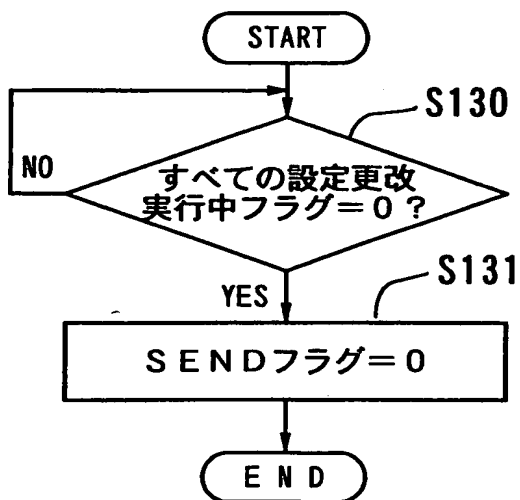 START
S130
NO
すべての設定更改
実行中フラグ=0?
S131
YES
SENDフラグ=0
END